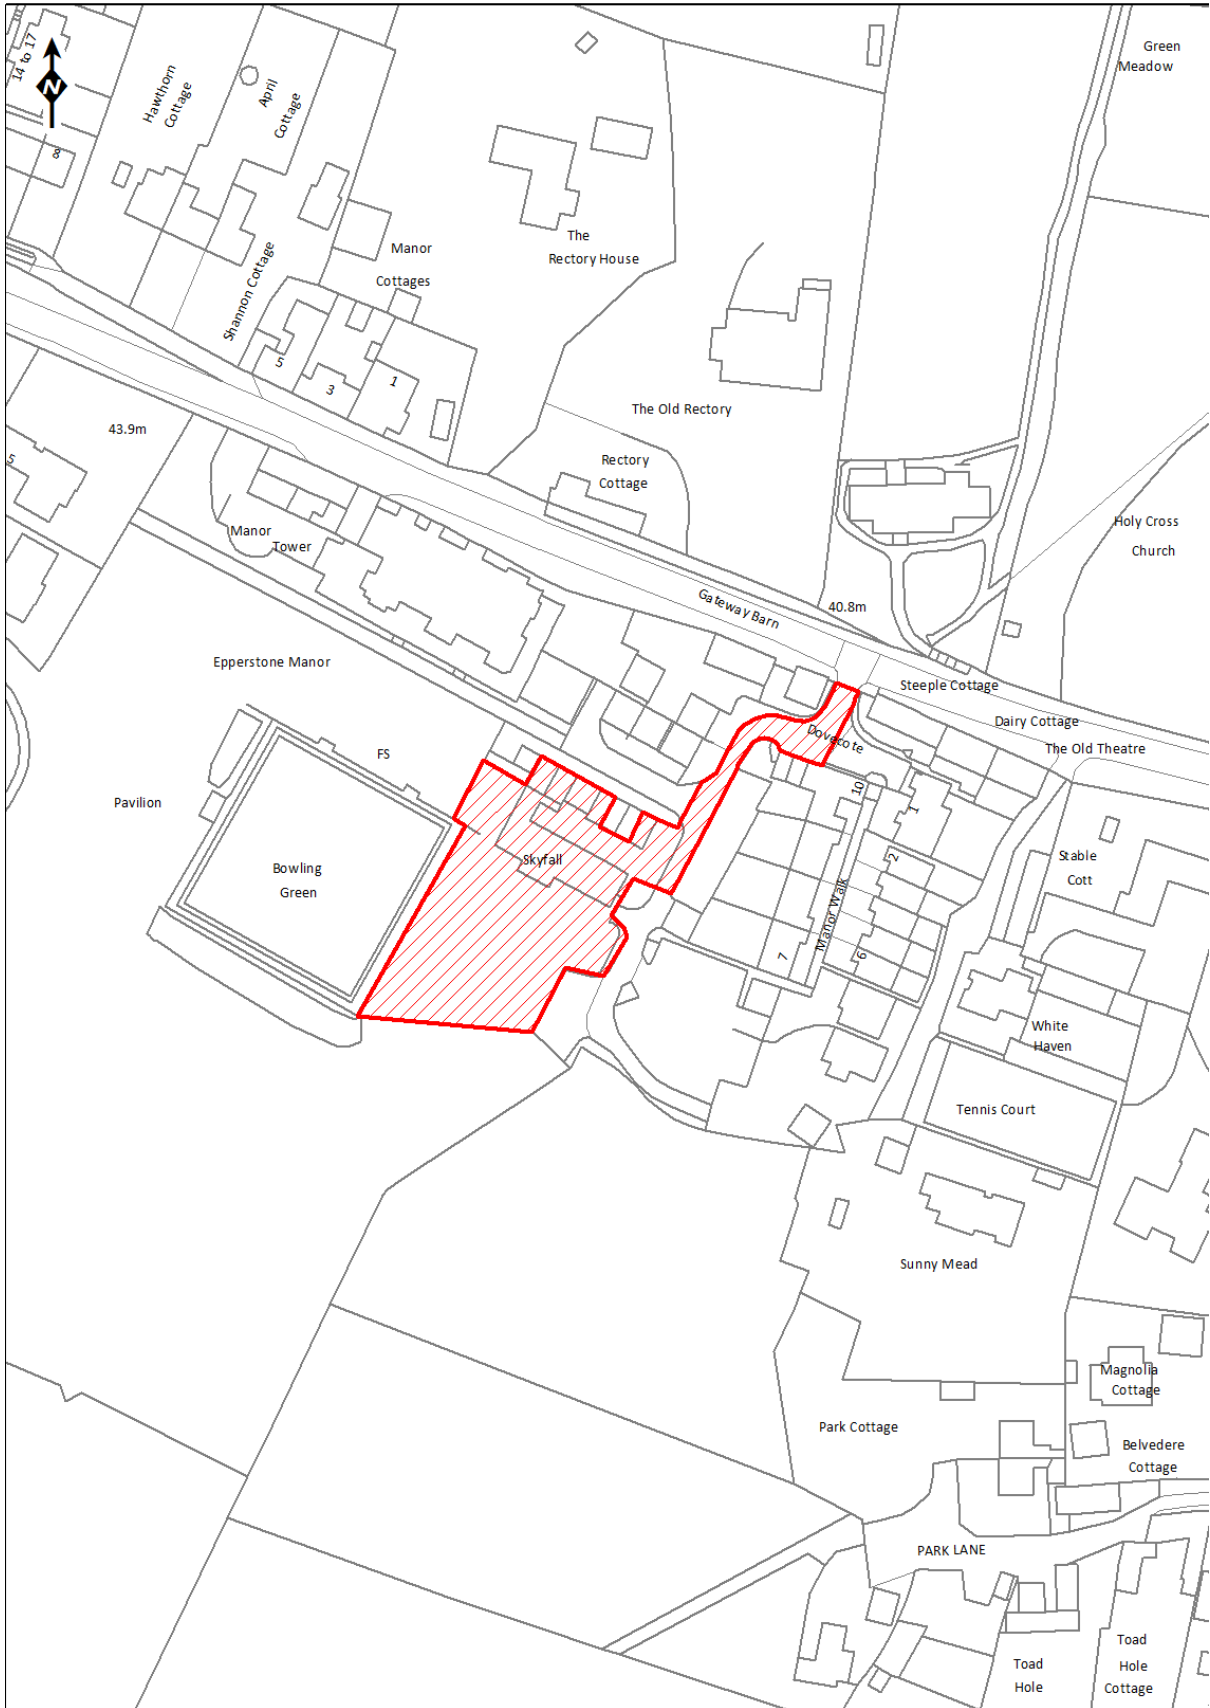 14 to 17
N
8
Hawthorn
Cottage
April
Cottage
Green
Meadow
The
Rectory House
Manor
Cottages
Shannon Cottage
5
3
1
43.9m
5
The Old Rectory
Rectory
Cottage
Manor
Tower
Holy Cross
Church
Gateway Barn
40.8m
Epperstone Manor
Steeple Cottage
Dairy Cottage
The Old Theatre
Dovecote
FS
Pavilion
10
1
Skyfall
Bowling
Green
2
Stable
Cott
Manor Walk
7
6
White
Haven
Tennis Court
Sunny Mead
Magnolia
Cottage
Park Cottage
Belvedere
Cottage
PARK LANE
Toad
Hole
Toad
Hole
Cottage